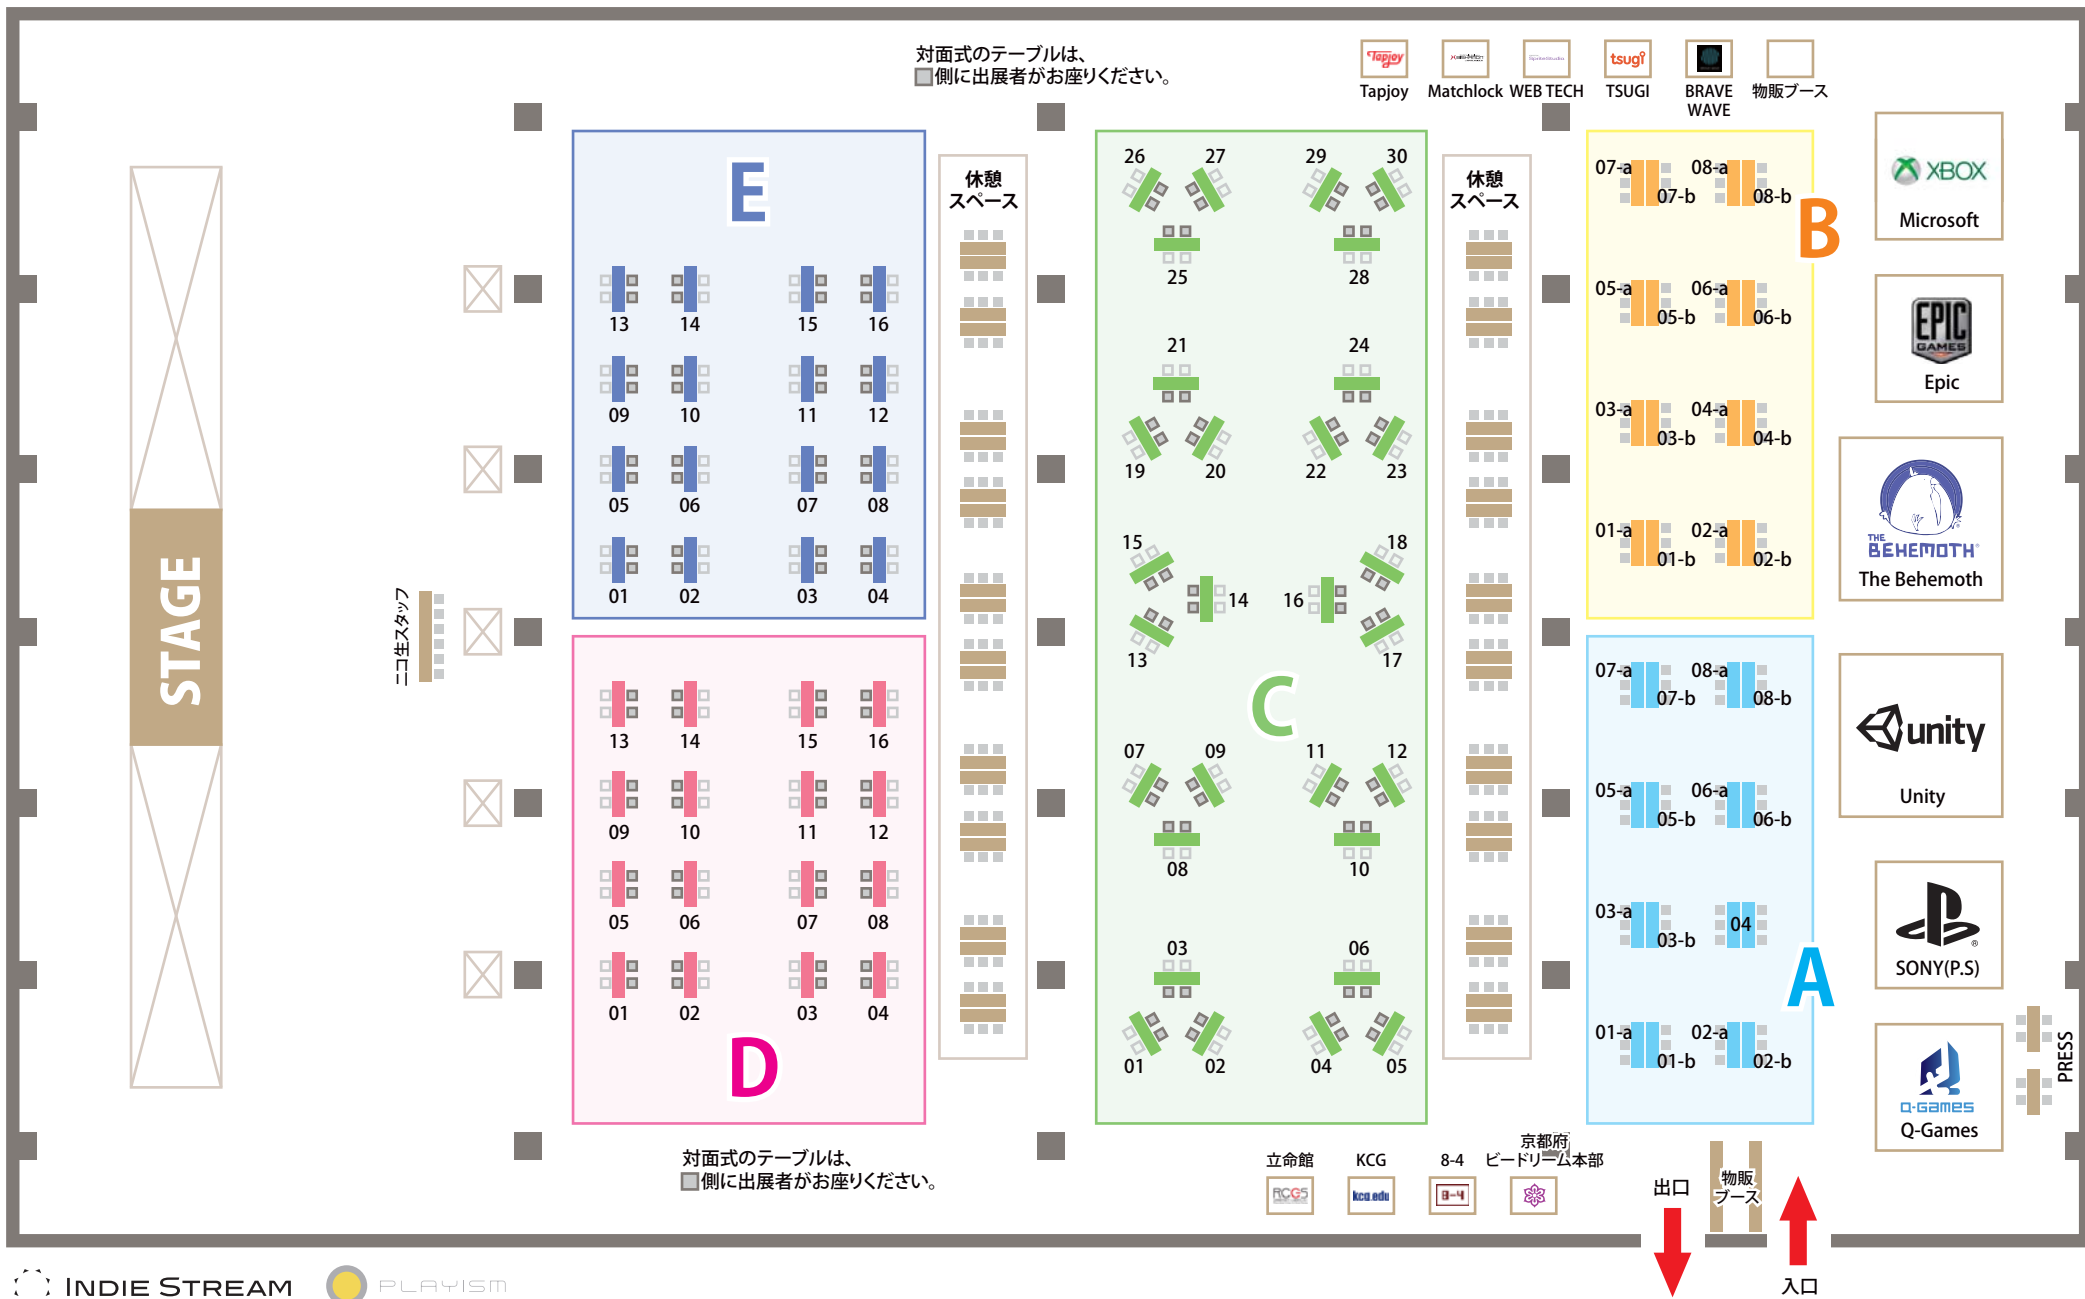 対面式のテーブルは、
側に出展者がお座りください。
Tapjoy
tsugi
Tapjoy
Matchlock
WEB TECH
TSUGI
BRAVE
WAVE
物販ブース
E
13
14
15
16
09
10
11
12
05
06
07
08
01
02
03
04
休憩
スペース
26
27
29
30
25
28
21
24
19
20
22
23
15
18
14
16
13
17
C
07
09
11
12
08
10
03
06
01
02
04
05
休憩
スペース
07-a
08-a
07-b
08-b
B
05-a
06-a
05-b
06-b
03-a
04-a
03-b
04-b
01-a
02-a
01-b
02-b
XBOX
Microsoft
EPIC
GAMES
Epic
THE
BEHEMOTH
The Behemoth
STAGE
ニコ生スタッフ
13
14
15
16
09
10
11
12
05
06
07
08
01
02
03
04
D
07-a
08-a
07-b
08-b
05-a
06-a
05-b
06-b
03-a
04
03-b
A
01-a
02-a
01-b
02-b
unity
Unity
SONY(P.S)
Q-GAMES
Q-Games
PRESS
対面式のテーブルは、
側に出展者がお座りください。
立命館
KCG
8-4
京都府
ビードリーム本部
RCGS
kcg.edu
8-4
出口
物販
ブース
入口
INDIE STREAM
PLAYISM